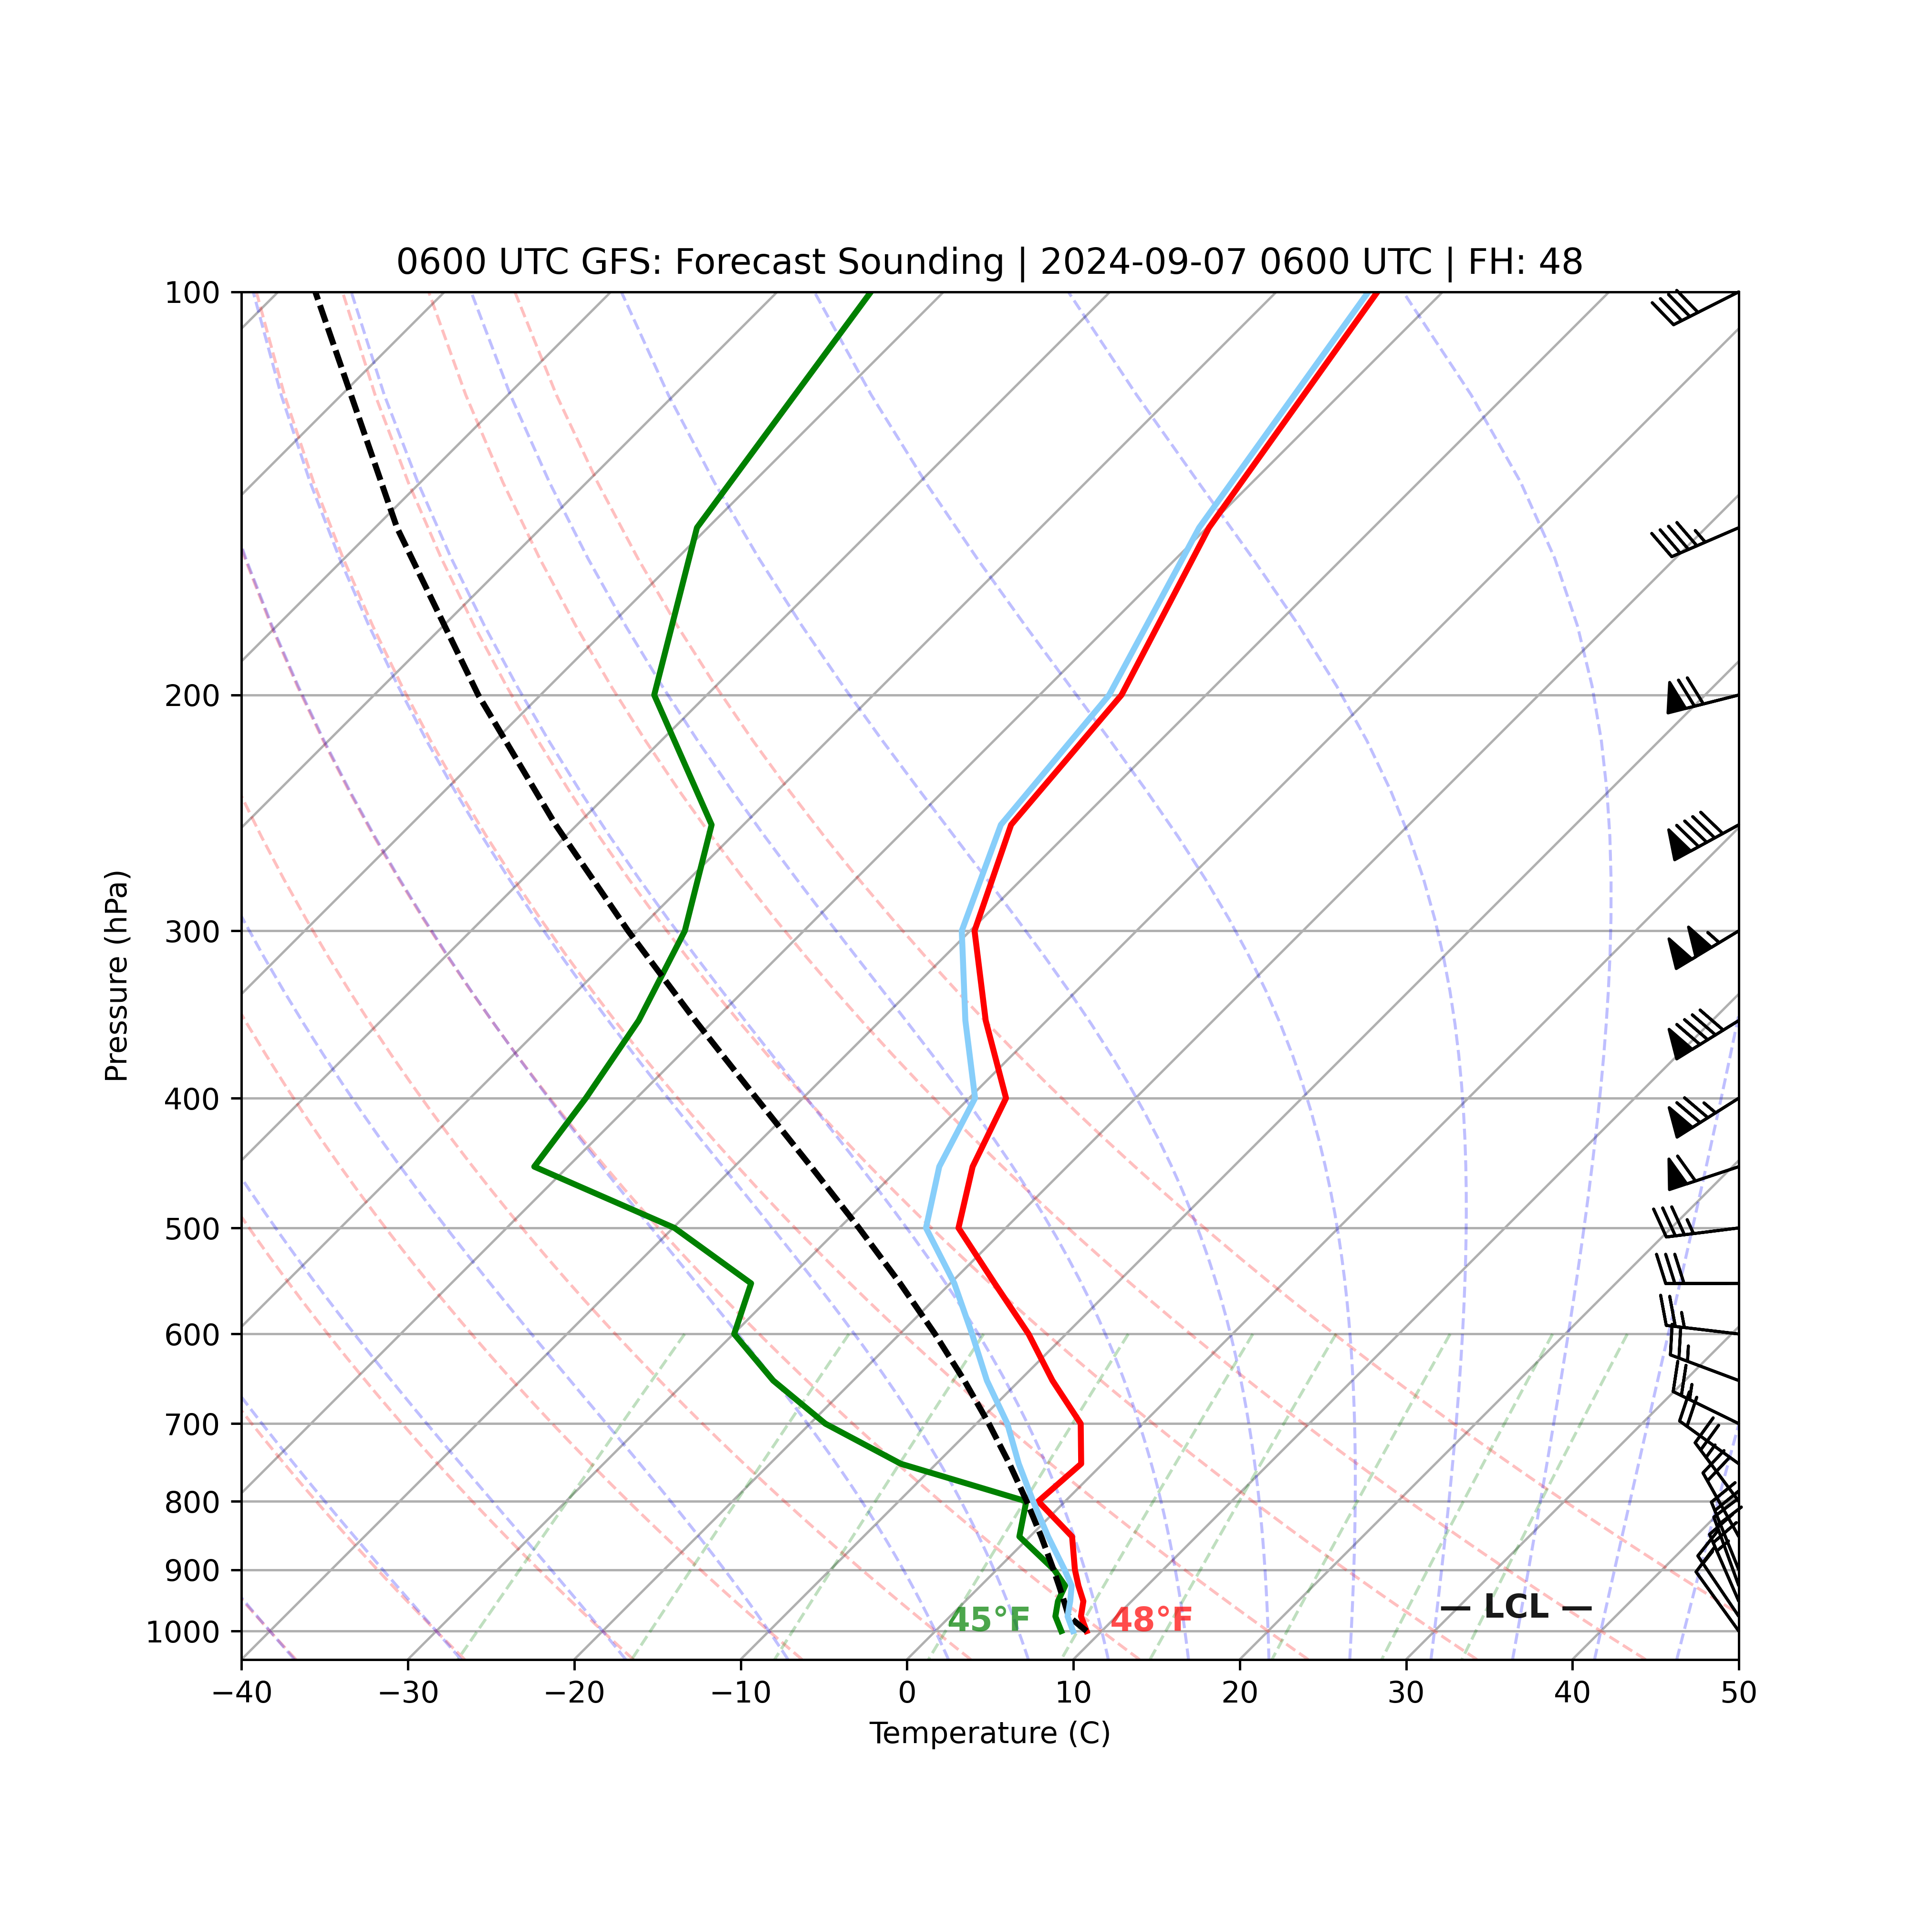 0600 UTC GFS: Forecast Sounding | 2024-09-07 0600 UTC | FH: 48
100
200
300
400
500
600
700
800
900
1000
Pressure (hPa)
45°F
48°F
— LCL —
−40 −30 −20 −10 0 10 20 30 40 50
Temperature (C)